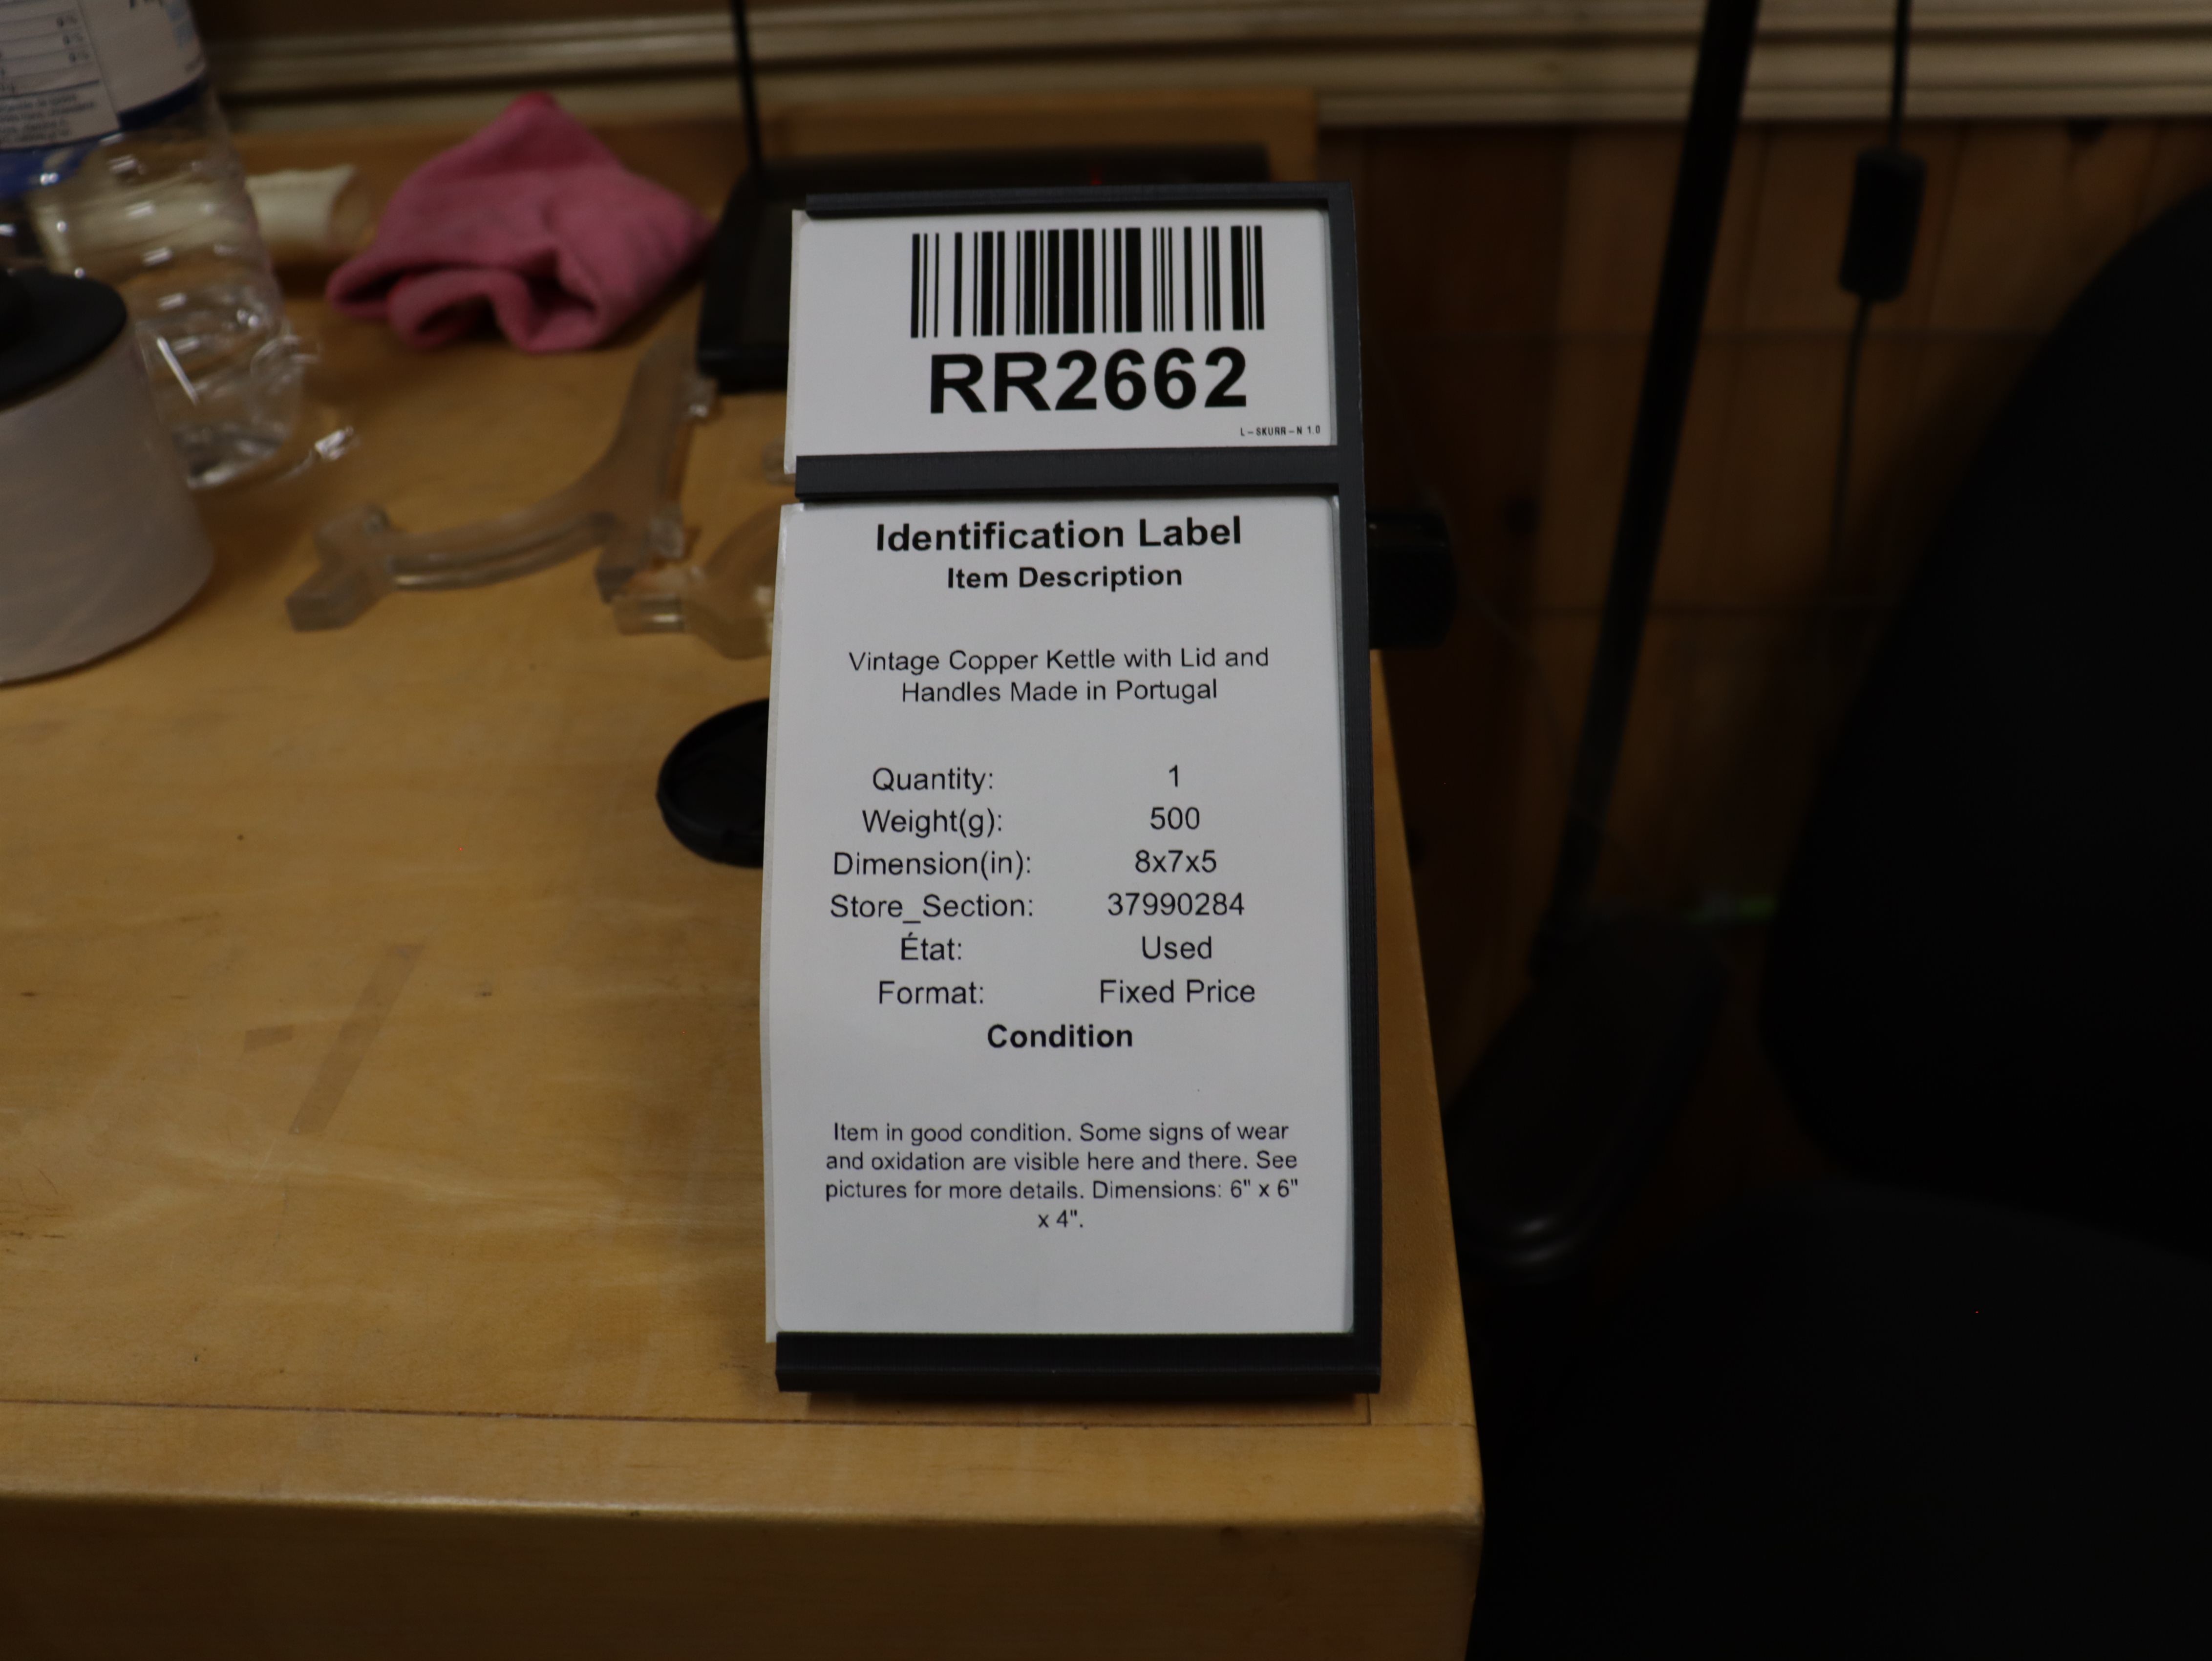 RR2662
L-SKURR-N 1.0
Identification Label
Item Description
Vintage Copper Kettle with Lid and
Handles Made in Portugal
Quantity: 1
Weight(g): 500
Dimension(in): 8x7x5
Store_Section: 37990284
État: Used
Format: Fixed Price
Condition
Item in good condition. Some signs of wear
and oxidation are visible here and there. See
pictures for more details. Dimensions: 6" x 6"
x 4".